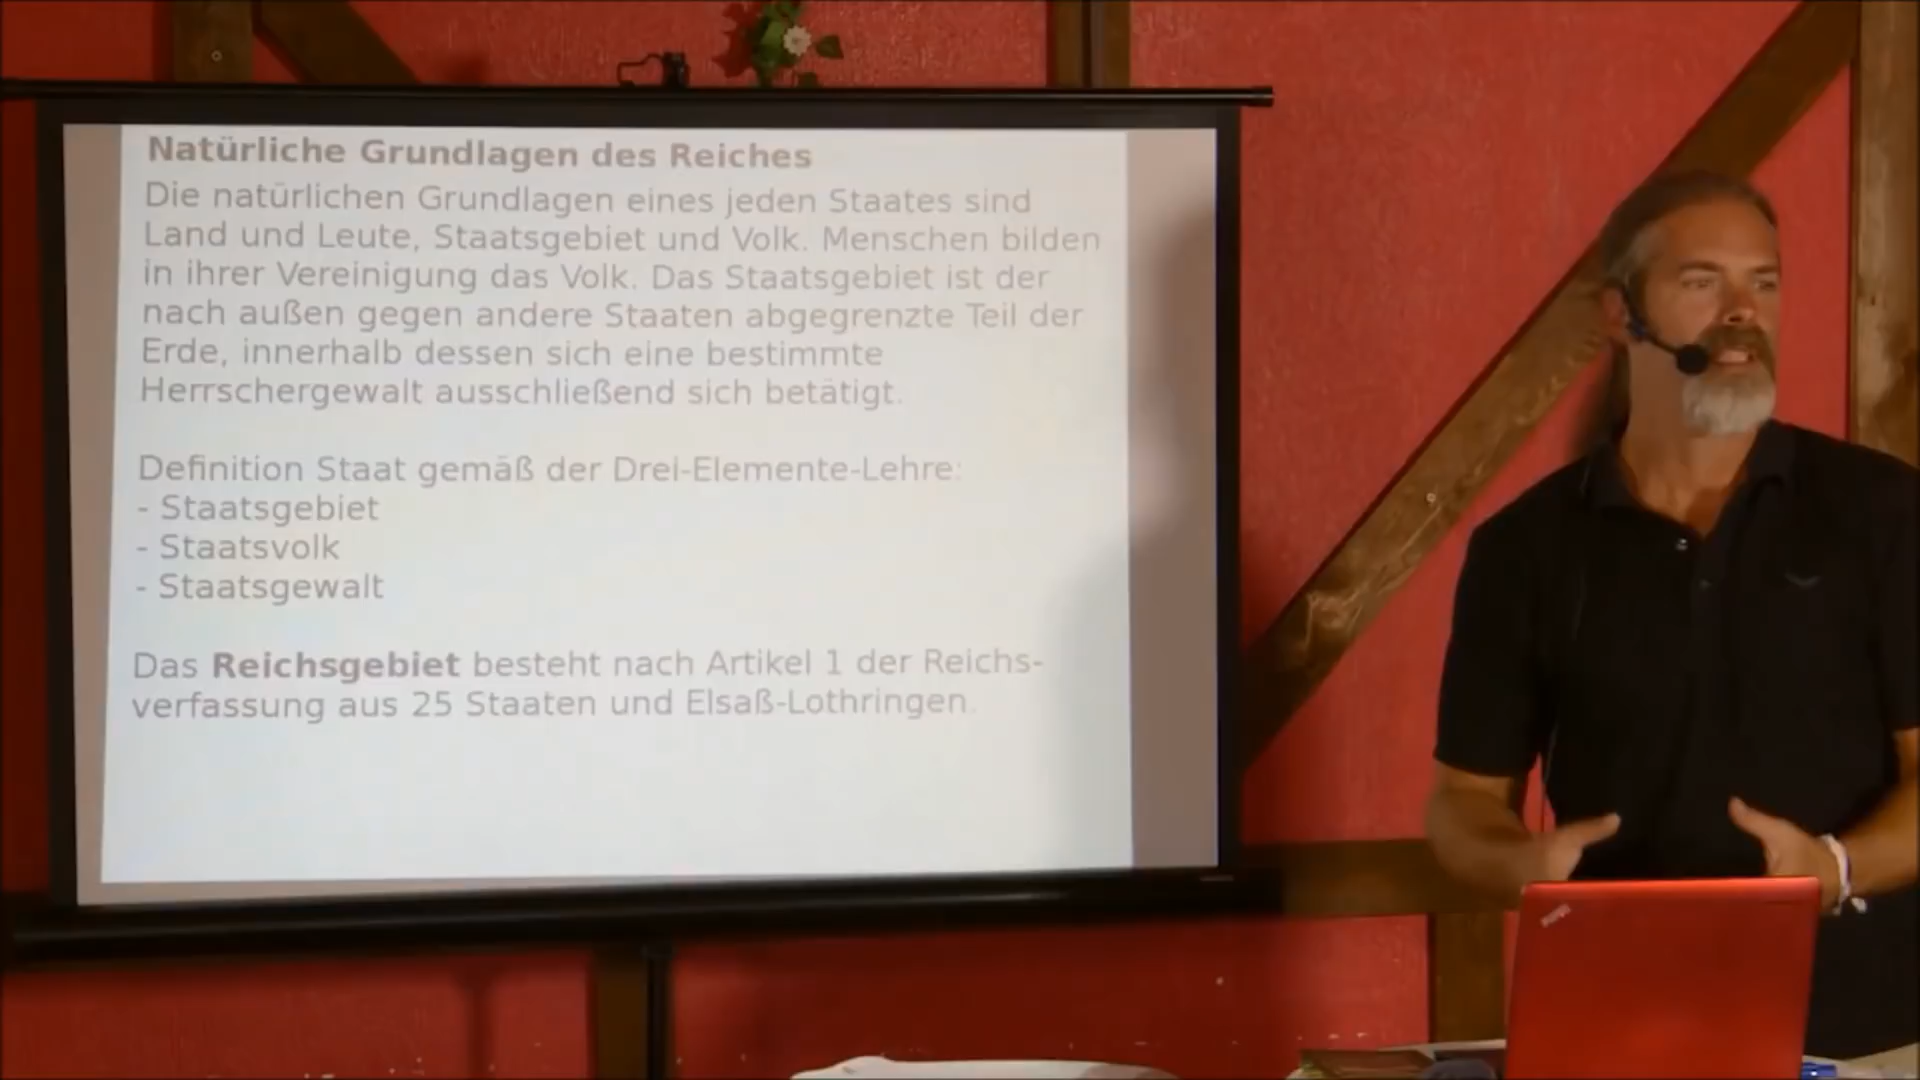 Natürliche Grundlagen des Reiches
Die natürlichen Grundlagen eines jeden Staates sind
Land und Leute, Staatsgebiet und Volk. Menschen bilden
in ihrer Vereinigung das Volk. Das Staatsgebiet ist der
nach außen gegen andere Staaten abgegrenzte Teil der
Erde, innerhalb dessen sich eine bestimmte
Herrschergewalt ausschließend sich betätigt.
Definition Staat gemäß der Drei-Elemente-Lehre:
- Staatsgebiet
- Staatsvolk
- Staatsgewalt
Das Reichsgebiet besteht nach Artikel 1 der Reichs-
verfassung aus 25 Staaten und Elsaß-Lothringen.